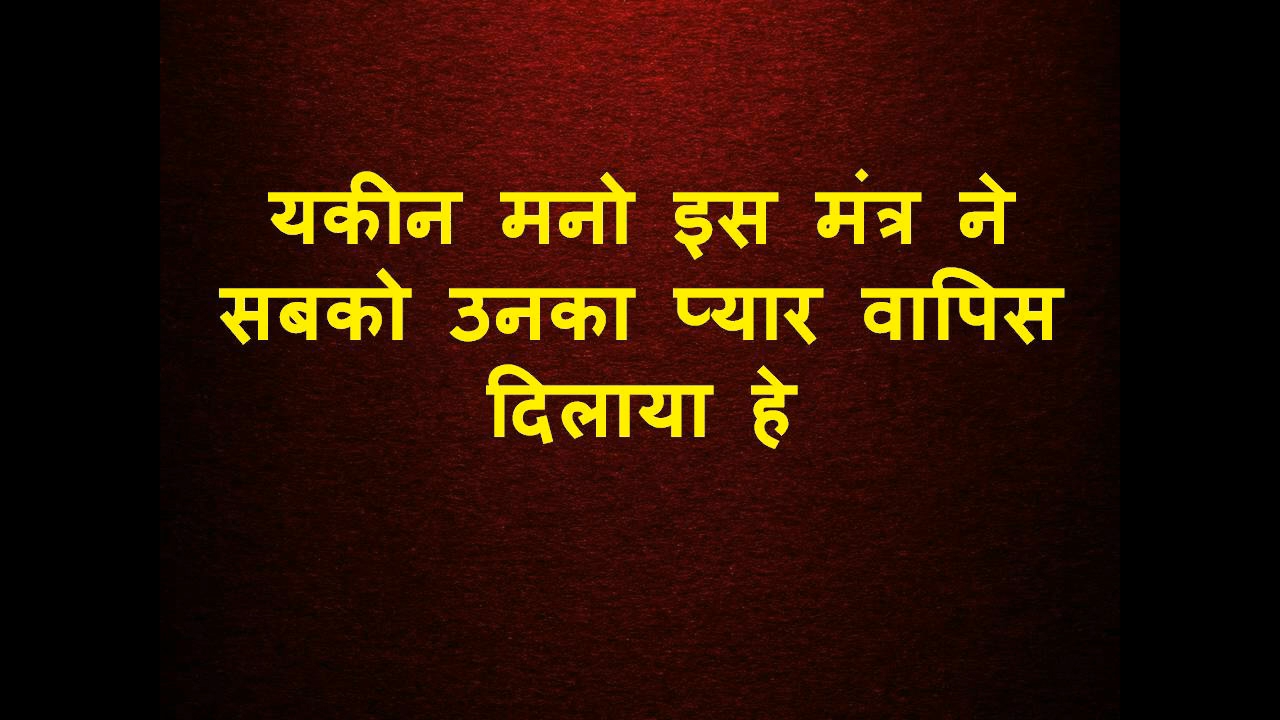 यकीन मनो इस मंत्र ने
सबको उनका प्यार वापिस
दिलाया हे